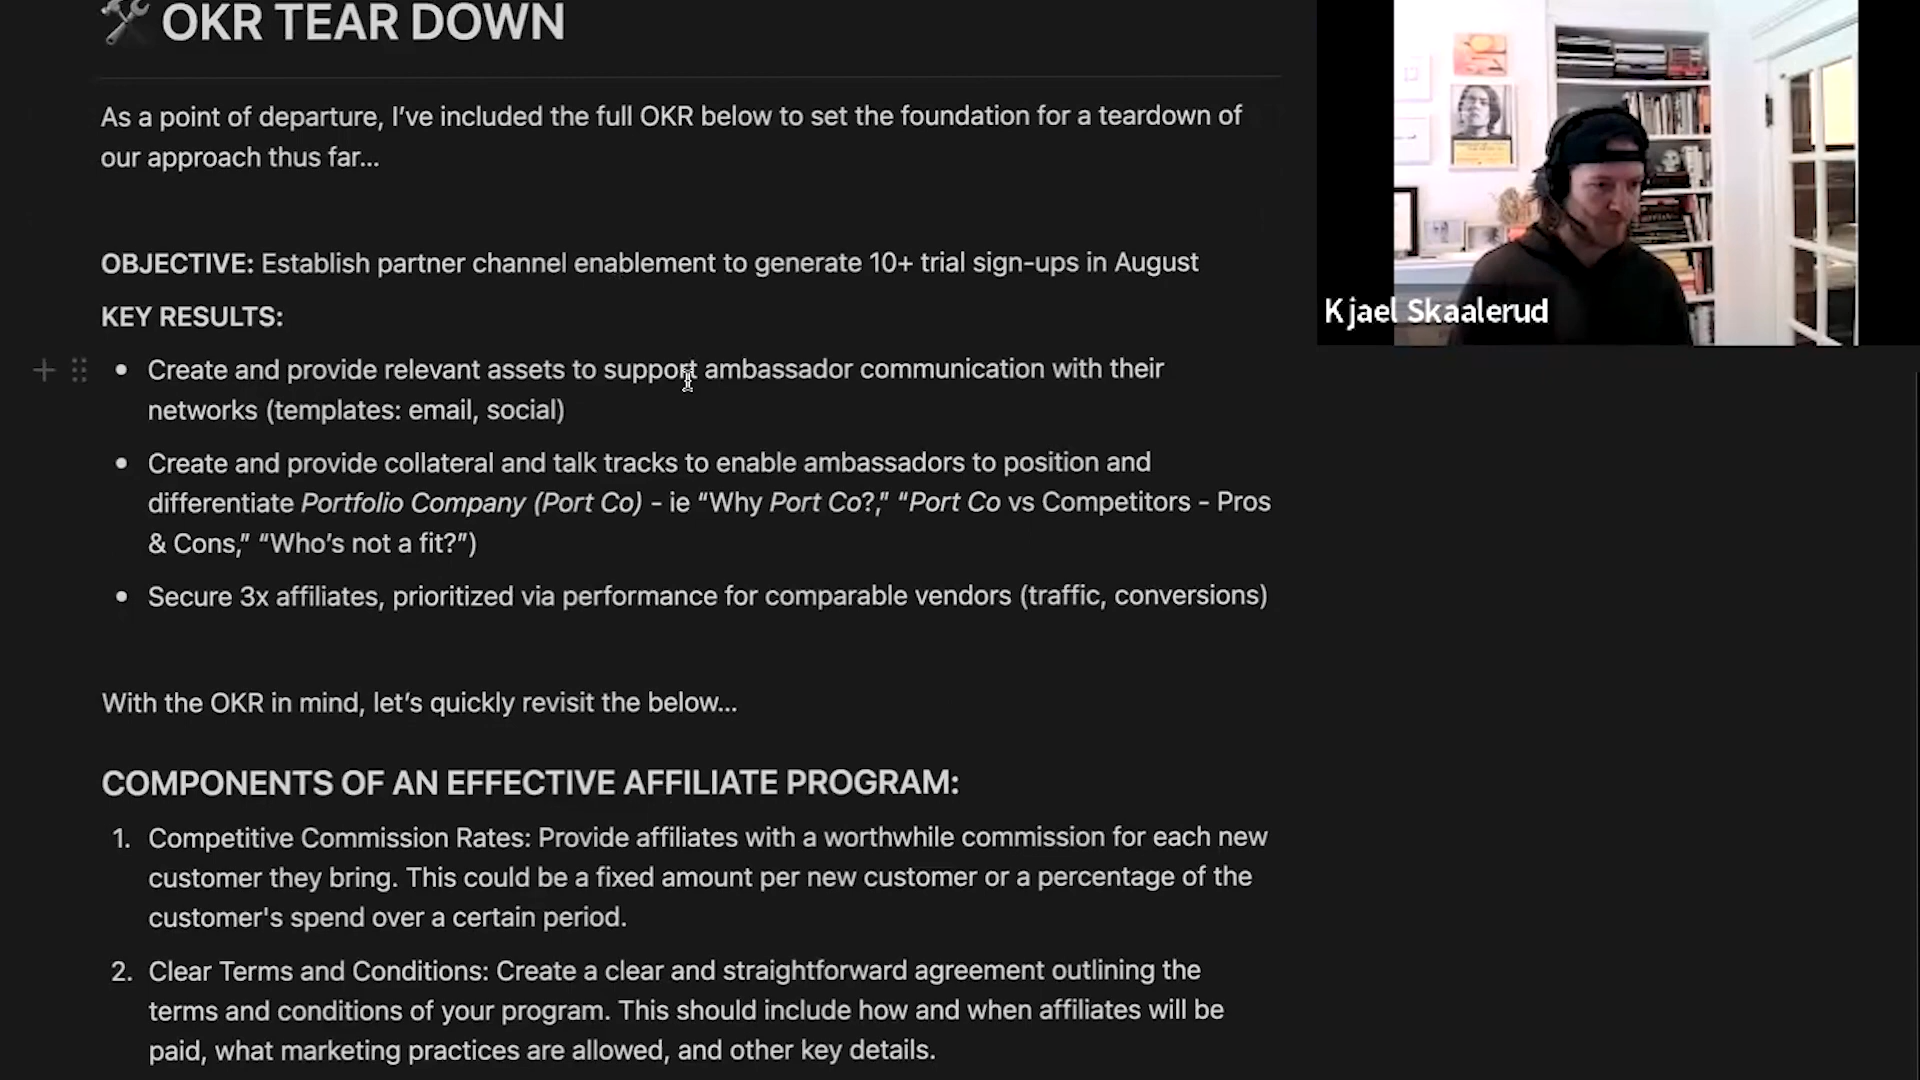 OKR TEAR DOWN
As a point of departure, I’ve included the full OKR below to set the foundation for a teardown of
our approach thus far...
OBJECTIVE: Establish partner channel enablement to generate 10+ trial sign-ups in August
KEY RESULTS:
Create and provide relevant assets to support ambassador communication with their
networks (templates: email, social)
Create and provide collateral and talk tracks to enable ambassadors to position and
differentiate Portfolio Company (Port Co) - ie “Why Port Co?,” “Port Co vs Competitors - Pros
& Cons,” “Who’s not a fit?”)
Secure 3x affiliates, prioritized via performance for comparable vendors (traffic, conversions)
With the OKR in mind, let’s quickly revisit the below...
COMPONENTS OF AN EFFECTIVE AFFILIATE PROGRAM:
1. Competitive Commission Rates: Provide affiliates with a worthwhile commission for each new
customer they bring. This could be a fixed amount per new customer or a percentage of the
customer's spend over a certain period.
2. Clear Terms and Conditions: Create a clear and straightforward agreement outlining the
terms and conditions of your program. This should include how and when affiliates will be
paid, what marketing practices are allowed, and other key details.
Kjael Skaalerud